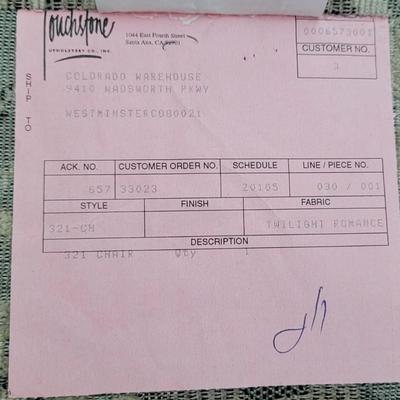 Touchstone
UPHOLSTERY CO., INC.
1044 East Fourth Street
Santa Ana, CA 92701
0006573001
CUSTOMER NO.
3
SHIP TO
COLORADO WAREHOUSE
9410 WADSWORTH PKWY
WESTMINSTERCO80021
ACK. NO. CUSTOMER ORDER NO. SCHEDULE LINE / PIECE NO.
657 33023 20105 030 / 001
STYLE FINISH FABRIC
321-CH TWILIGHT ROMANCE
DESCRIPTION
321 CHAIR Qty 1